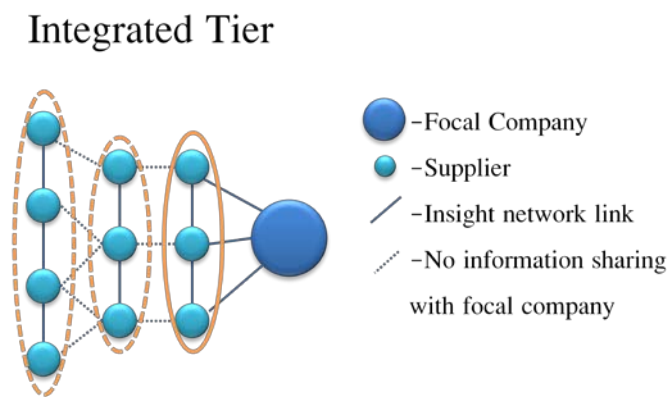 Integrated Tier
–Focal Company
–Supplier
–Insight network link
–No information sharing
with focal company